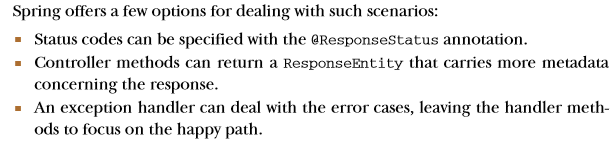 Spring offers a few options for dealing with such scenarios:
▪ Status codes can be specified with the @ResponseStatus annotation.
▪ Controller methods can return a ResponseEntity that carries more metadata
concerning the response.
▪ An exception handler can deal with the error cases, leaving the handler meth-
ods to focus on the happy path.